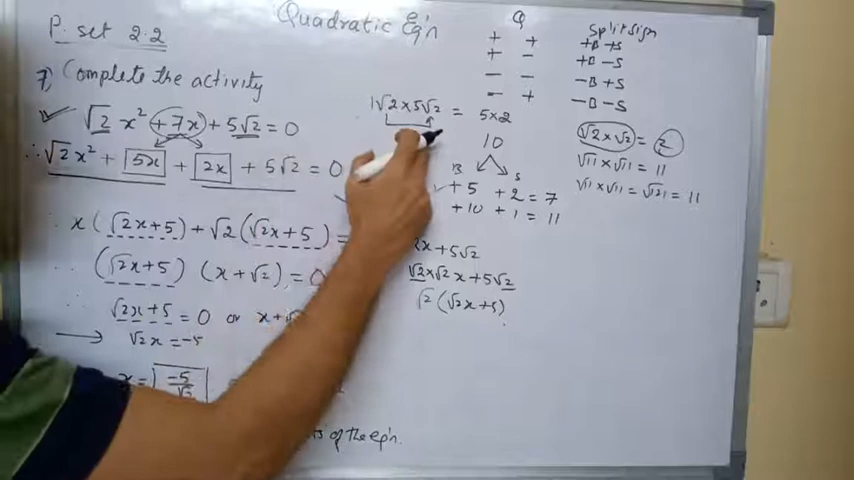 Quadratic Eq'n
P. set 2.2
7) Complete the activity
√2 x² + 7x + 5√2 = 0
∴ √2x² + 5x + 2x + 5√2 = 0
x (√2x+5) + √2 (√2x+5) =
(√2x+5) (x+√2) = 0
√2x + 5 = 0 or x+
√2x = -5
x = -5/√2
of the eq'n.
1√2 × 5√2 = 5×2
10
B S
+5 +2 = 7
+10 +1 = 11
2x + 5√2
√2×√2 x + 5√2
√2 (√2x+5)
Q
+ +
+ -
- -
- +
Split sign
+B +S
+B -S
-B +S
-B -S
√2 × √2 = 2
√11 × √11 = 11
√11 × √11 = √121 = 11